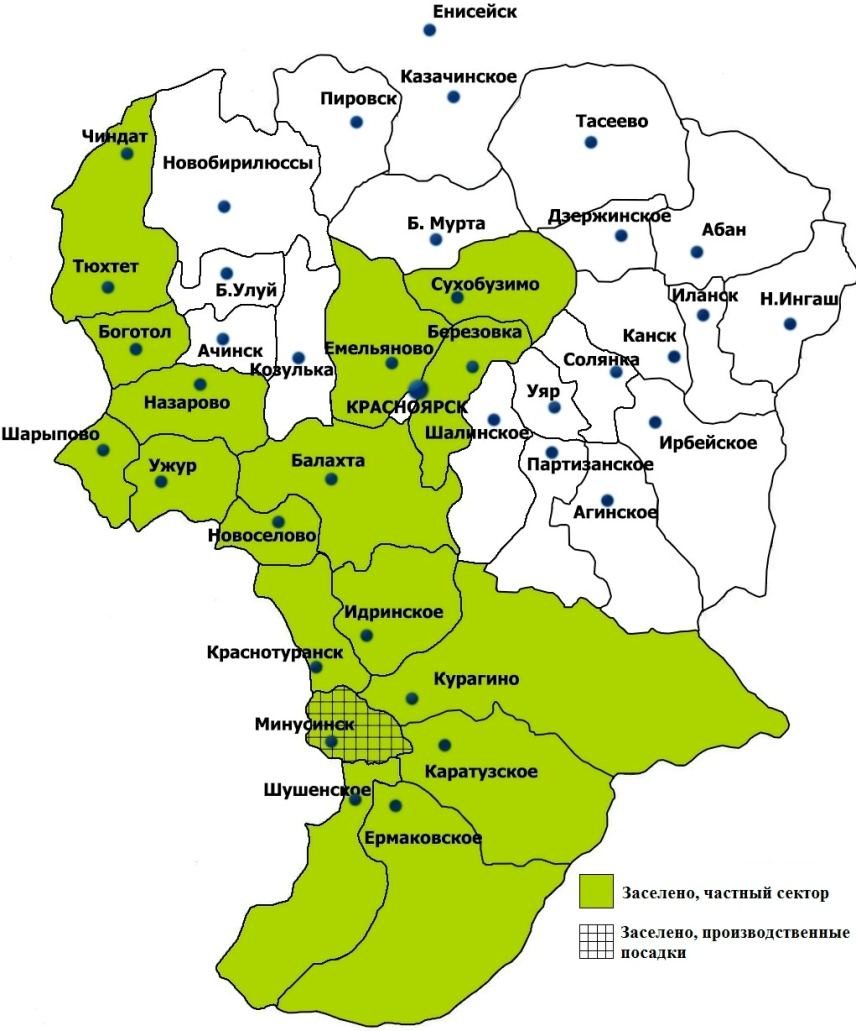 Енисейск
Казачинское
Пировск
Тасеево
Чиндат
Новобирилюссы
Дзержинское
Б. Мурта
Абан
Тюхтет
Сухобузимо
Б.Улуй
Иланск
Н.Ингаш
Боготол
Березовка
Канск
Ачинск
Емельяново
Солянка
Козулька
Уяр
Назарово
КРАСНОЯРСК
Шарыпово
Шалинское
Ирбейское
Ужур
Балахта
Партизанское
Агинское
Новоселово
Идринское
Краснотуранск
Курагино
Минусинск
Каратузское
Шушенское
Ермаковское
Заселено, частный сектор
Заселено, производственные
посадки